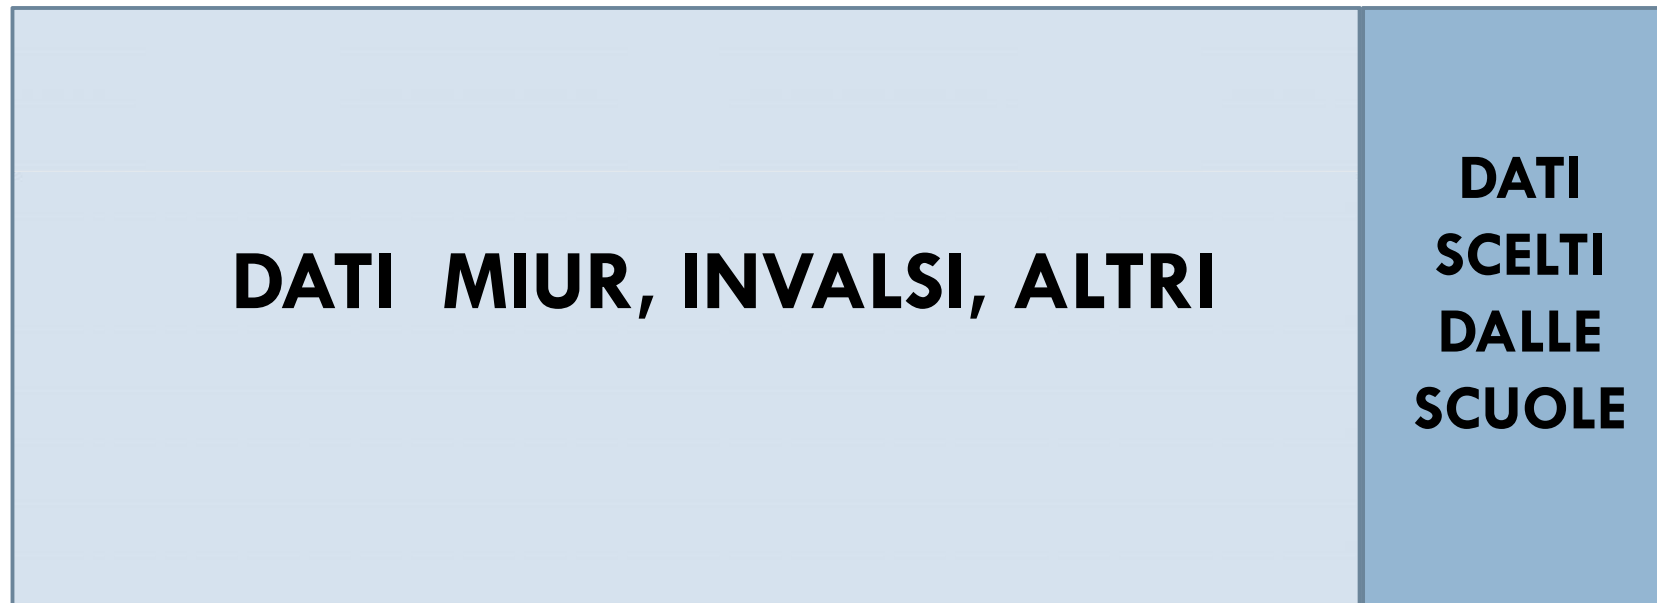 DATI MIUR, INVALSI, ALTRI
DATI
SCELTI
DALLE
SCUOLE